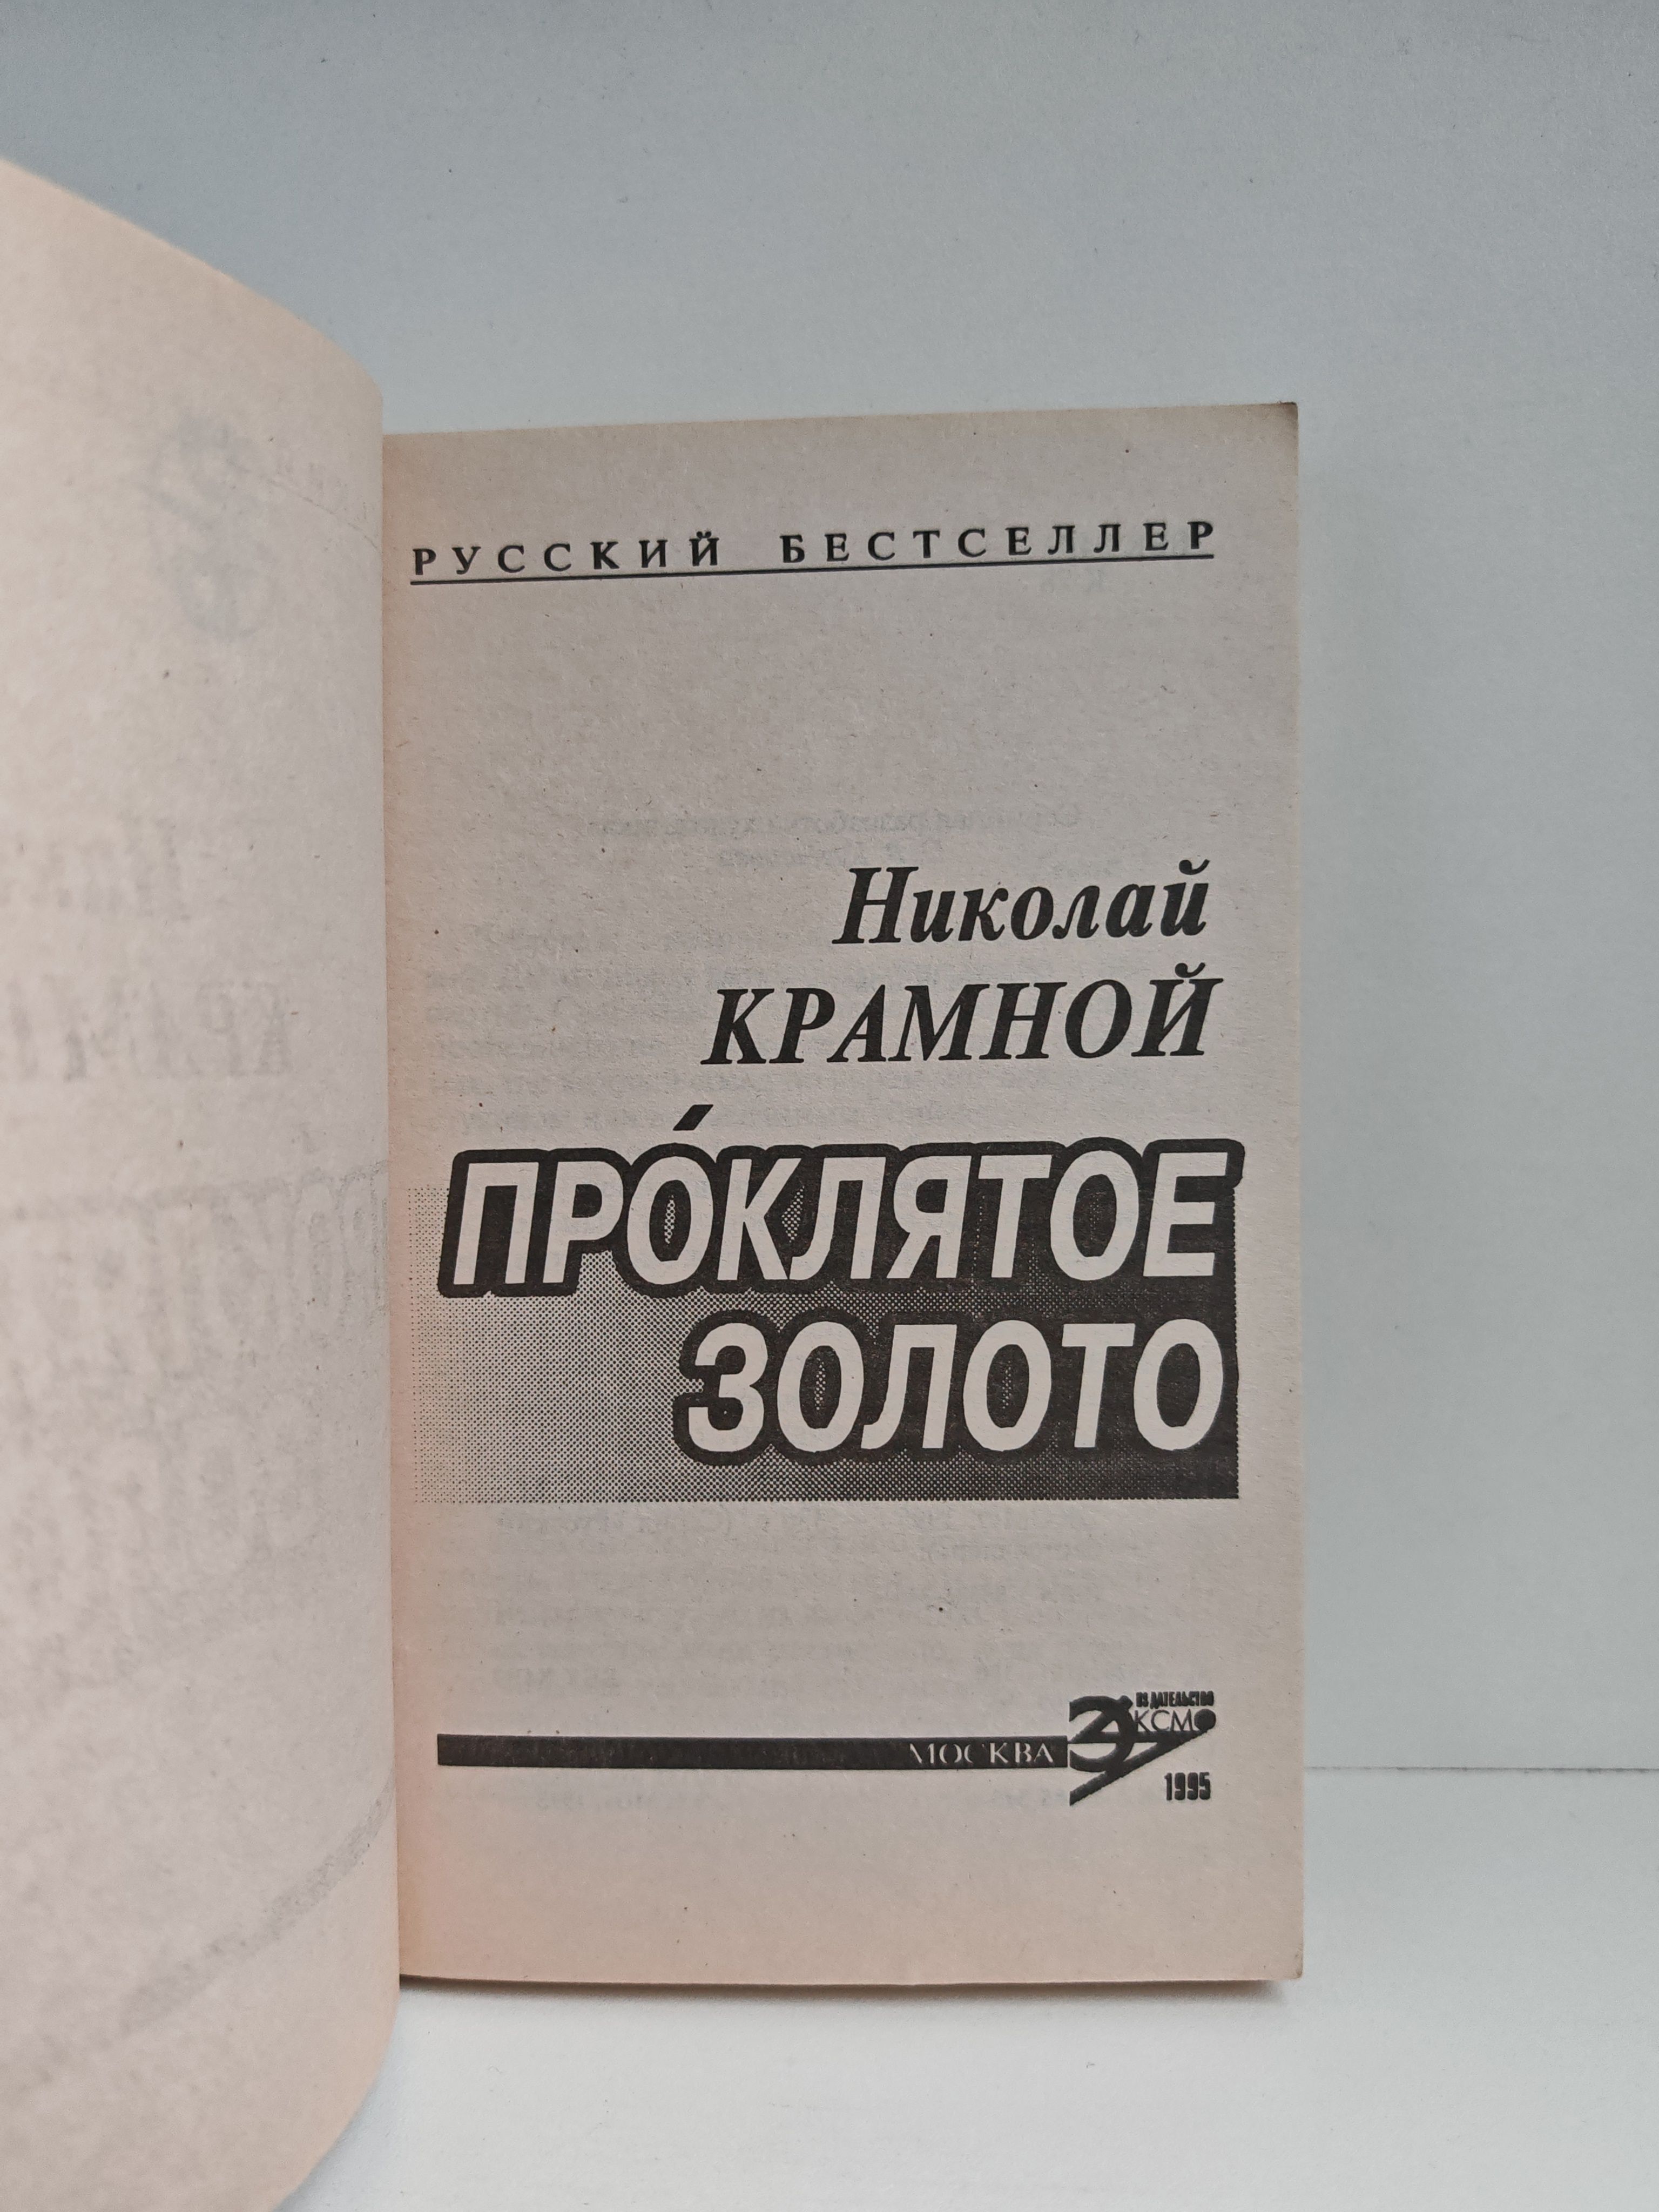 РУССКИЙ БЕСТСЕЛЛЕР
Николай
КРАМНОЙ
ПРО́КЛЯТОЕ
ЗОЛОТО
ИЗДАТЕЛЬСТВО
ЭКСМО
МОСКВА
1995